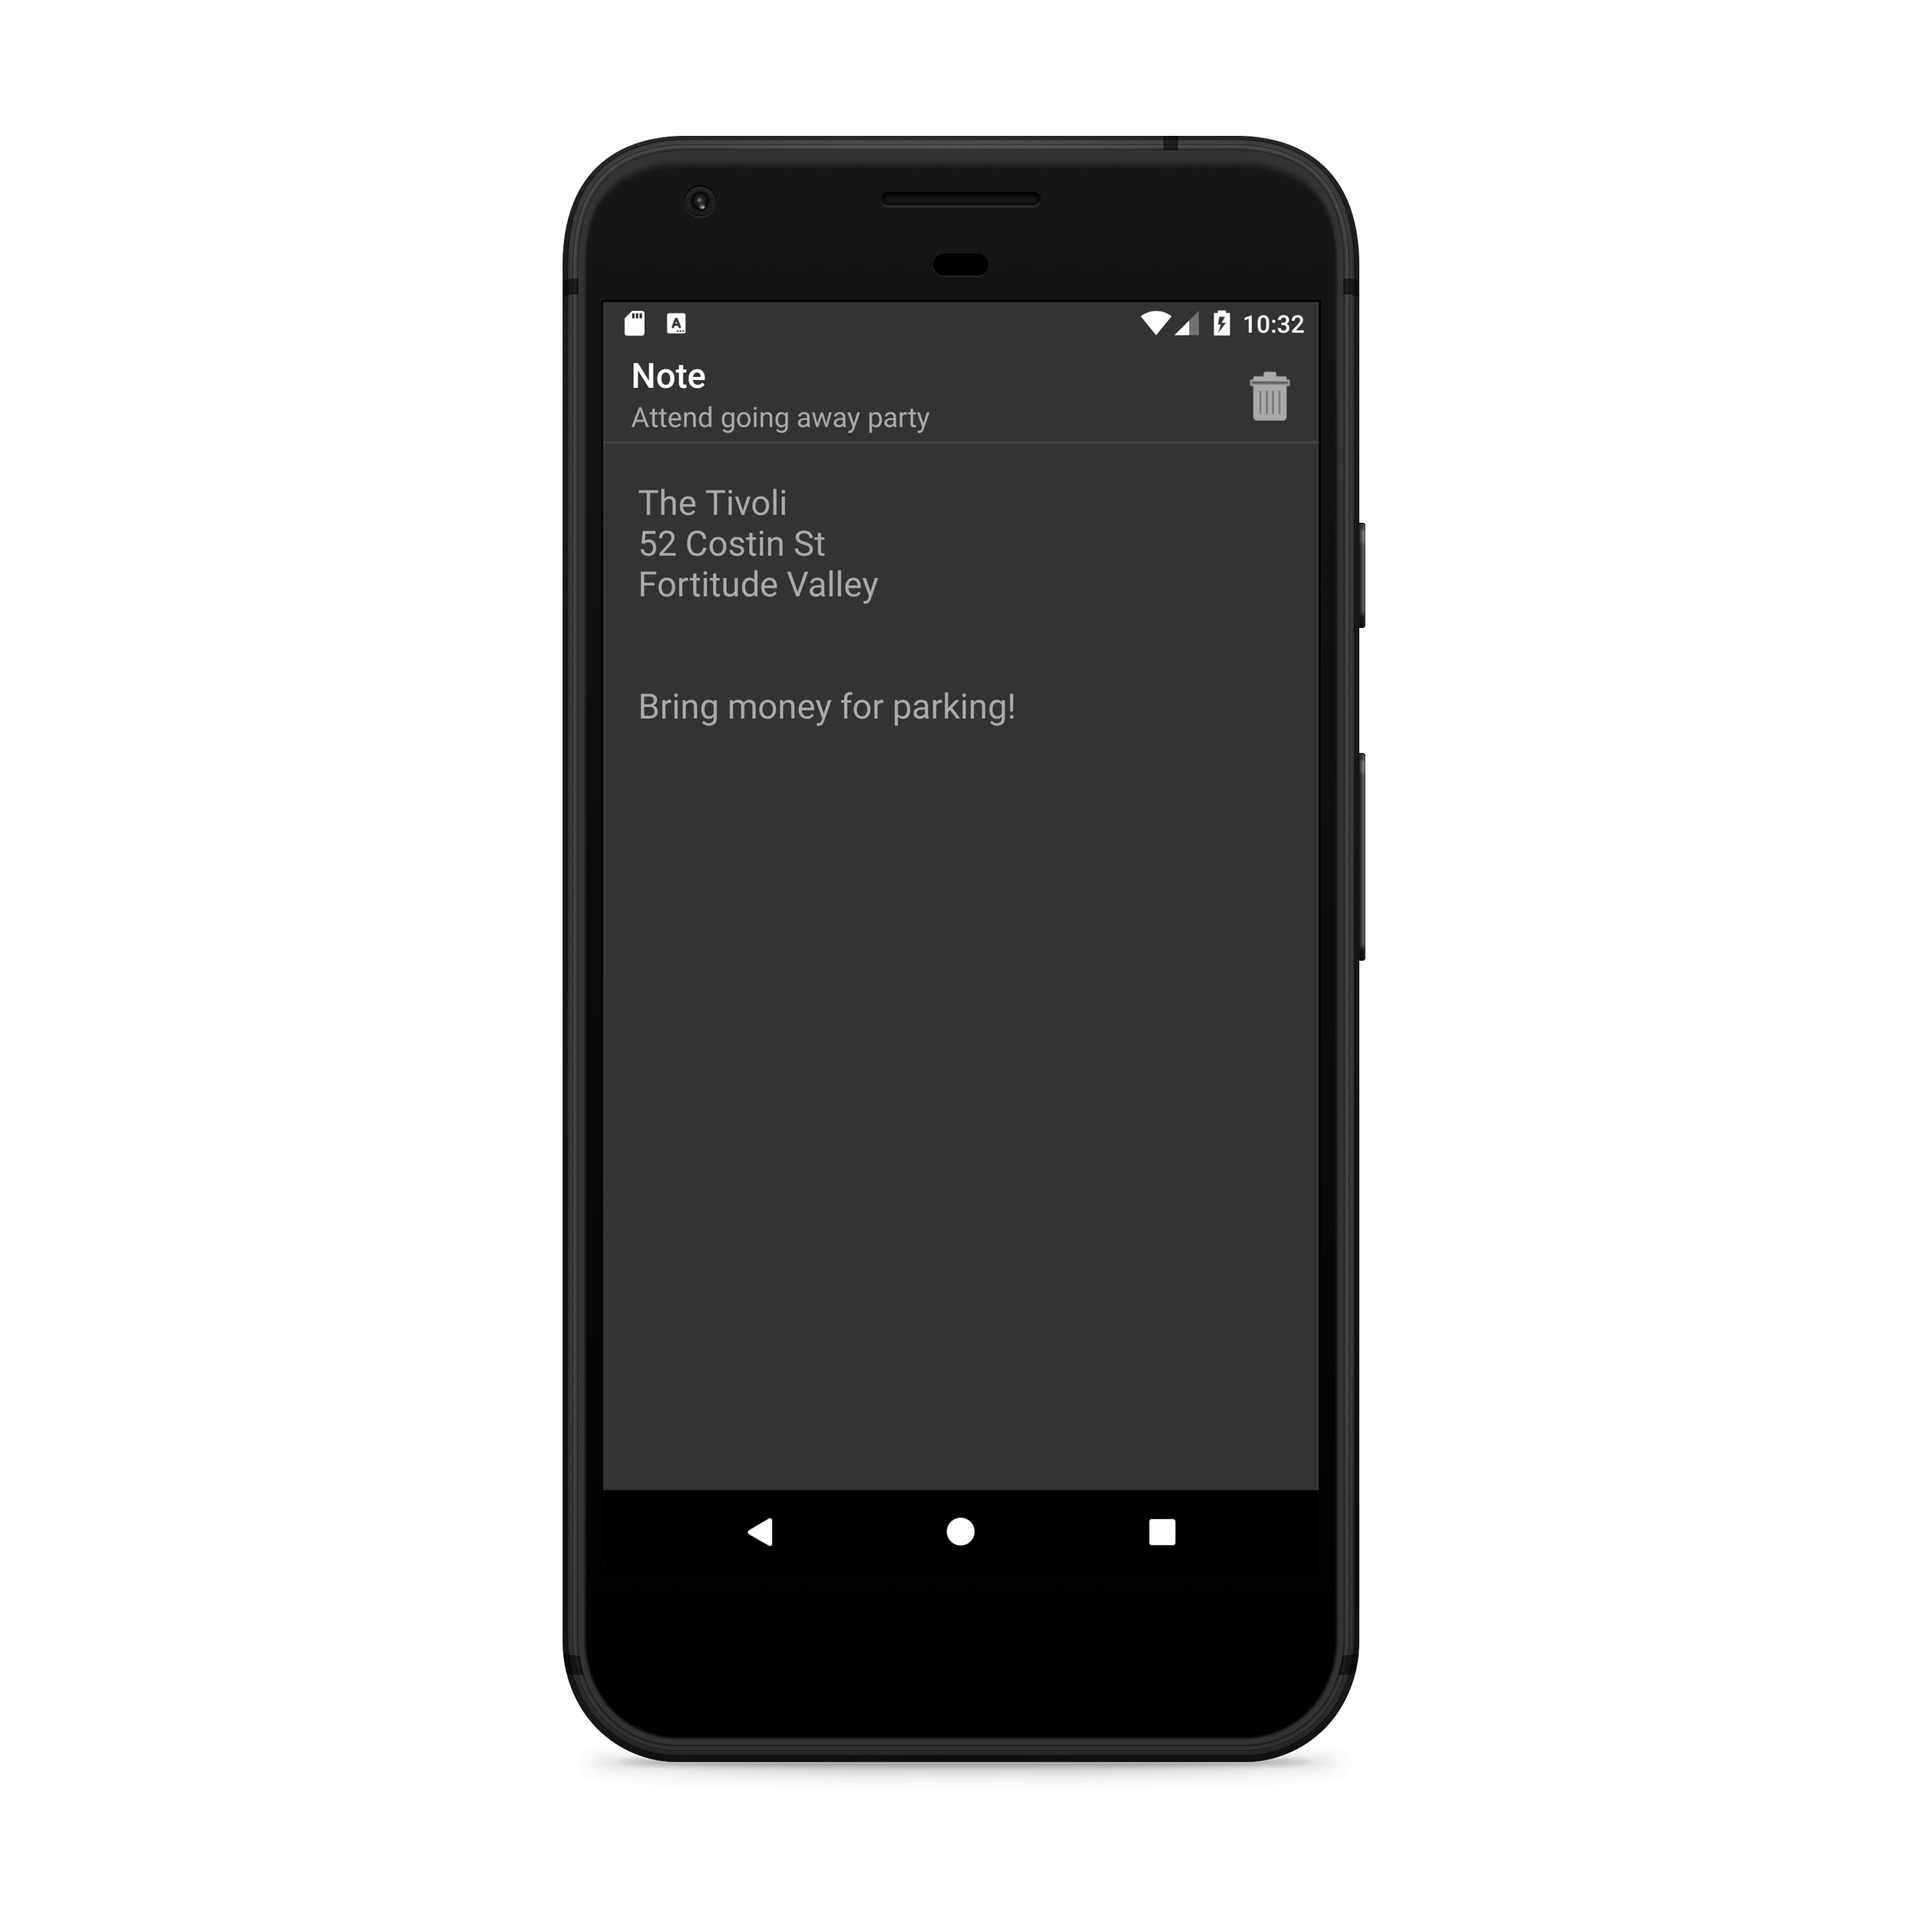 10:32
Note
Attend going away party
The Tivoli
52 Costin St
Fortitude Valley
Bring money for parking!